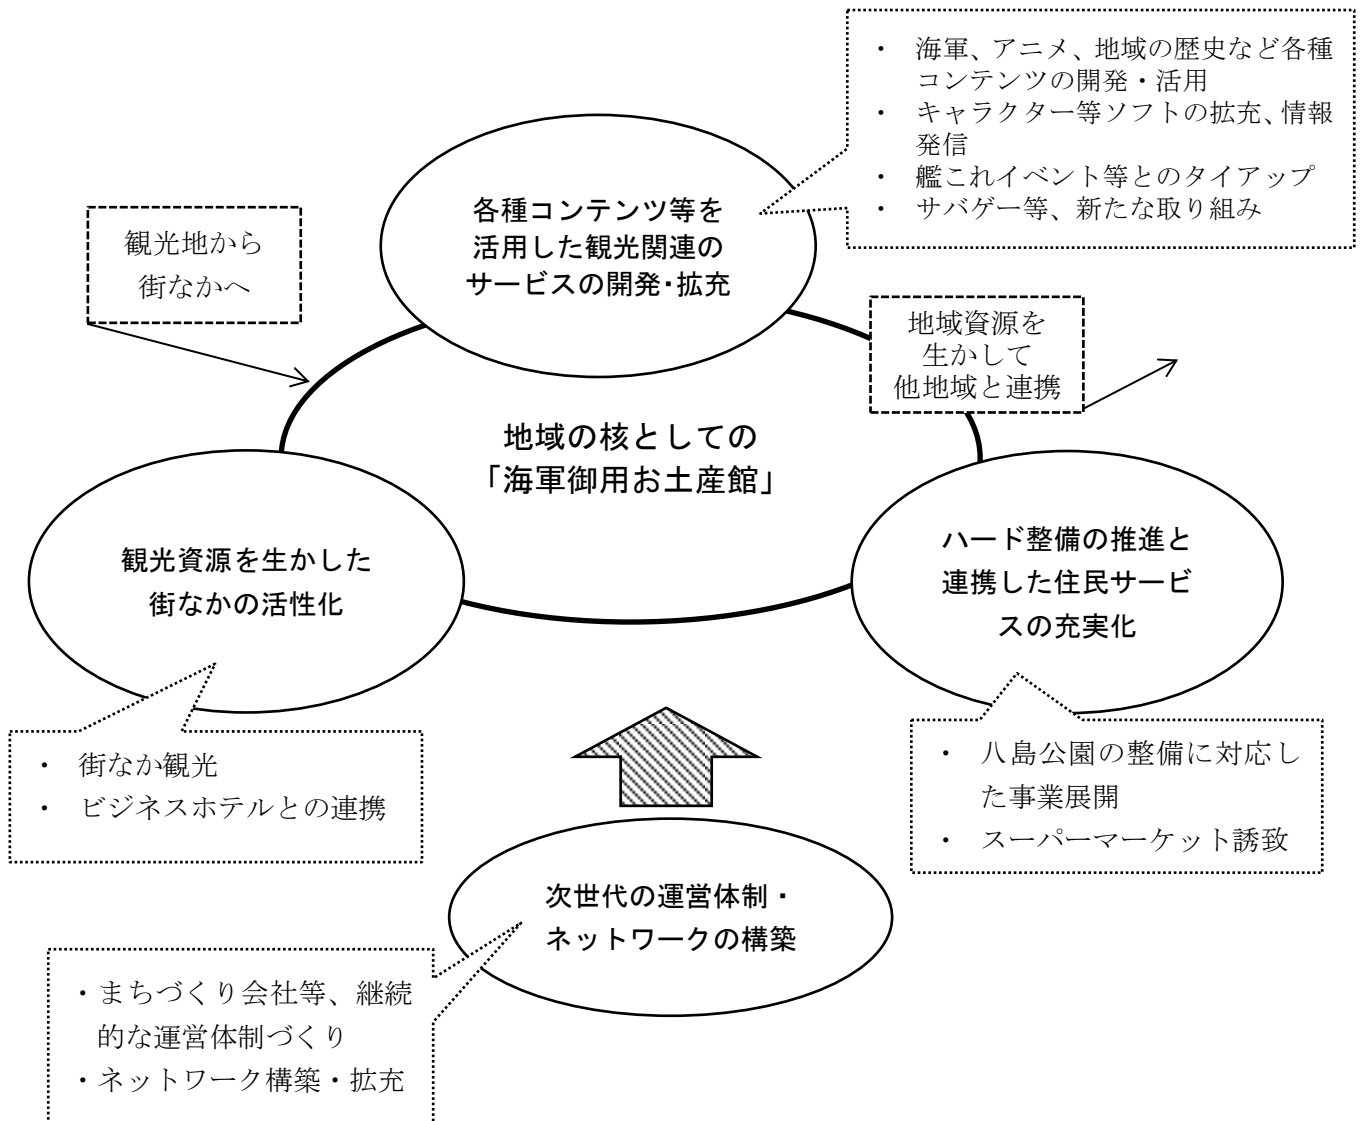 ・ 海軍、アニメ、地域の歴史など各種
コンテンツの開発・活用
・ キャラクター等ソフトの拡充、情報
発信
・ 艦これイベント等とのタイアップ
・ サバゲー等、新たな取り組み
各種コンテンツ等を
活用した観光関連の
サービスの開発・拡充
観光地から
街なかへ
地域資源を
生かして
他地域と連携
地域の核としての
「海軍御用お土産館」
観光資源を生かした
街なかの活性化
ハード整備の推進と
連携した住民サービ
スの充実化
・ 街なか観光
・ ビジネスホテルとの連携
・ 八島公園の整備に対応し
た事業展開
・ スーパーマーケット誘致
次世代の運営体制・
ネットワークの構築
・まちづくり会社等、継続
的な運営体制づくり
・ネットワーク構築・拡充